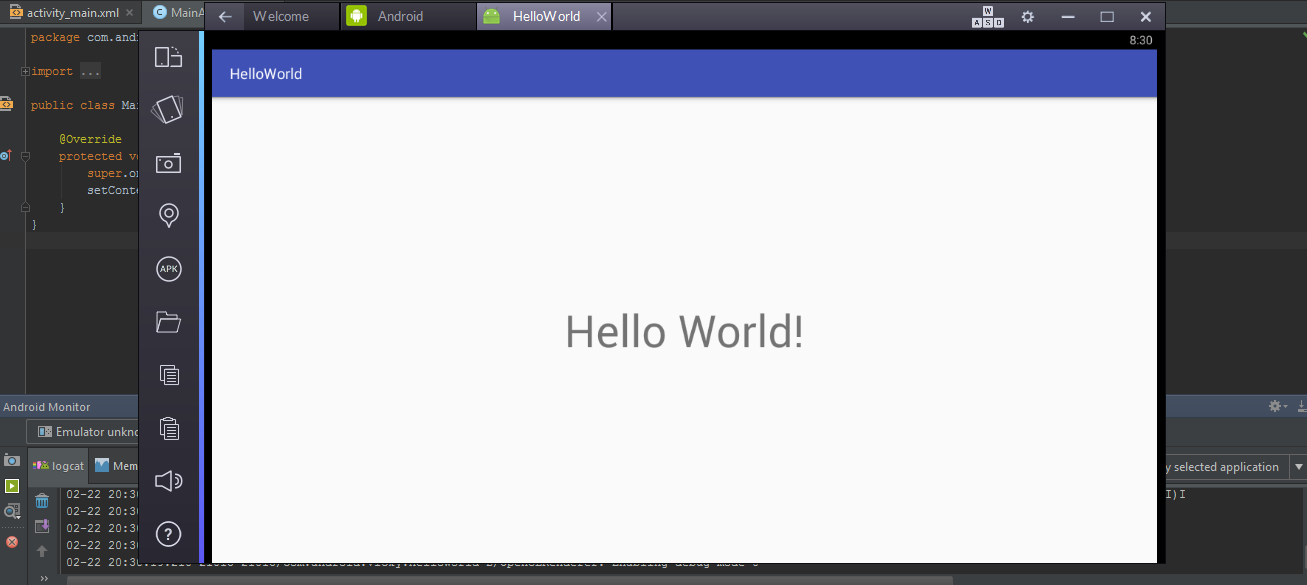 activity_main.xml
MainA
Welcome
Android
HelloWorld
W
A S D
package com.andr
8:30
HelloWorld
import ...
public class Mai
@Override
protected vo
super.on
setConte
}
}
APK
Hello World!
Android Monitor
Emulator unkno
logcat
Mem
y selected application
02-22 20:30
I)I
02-22 20:30
02-22 20:30
02-22 20:30
02-22 20:30
?